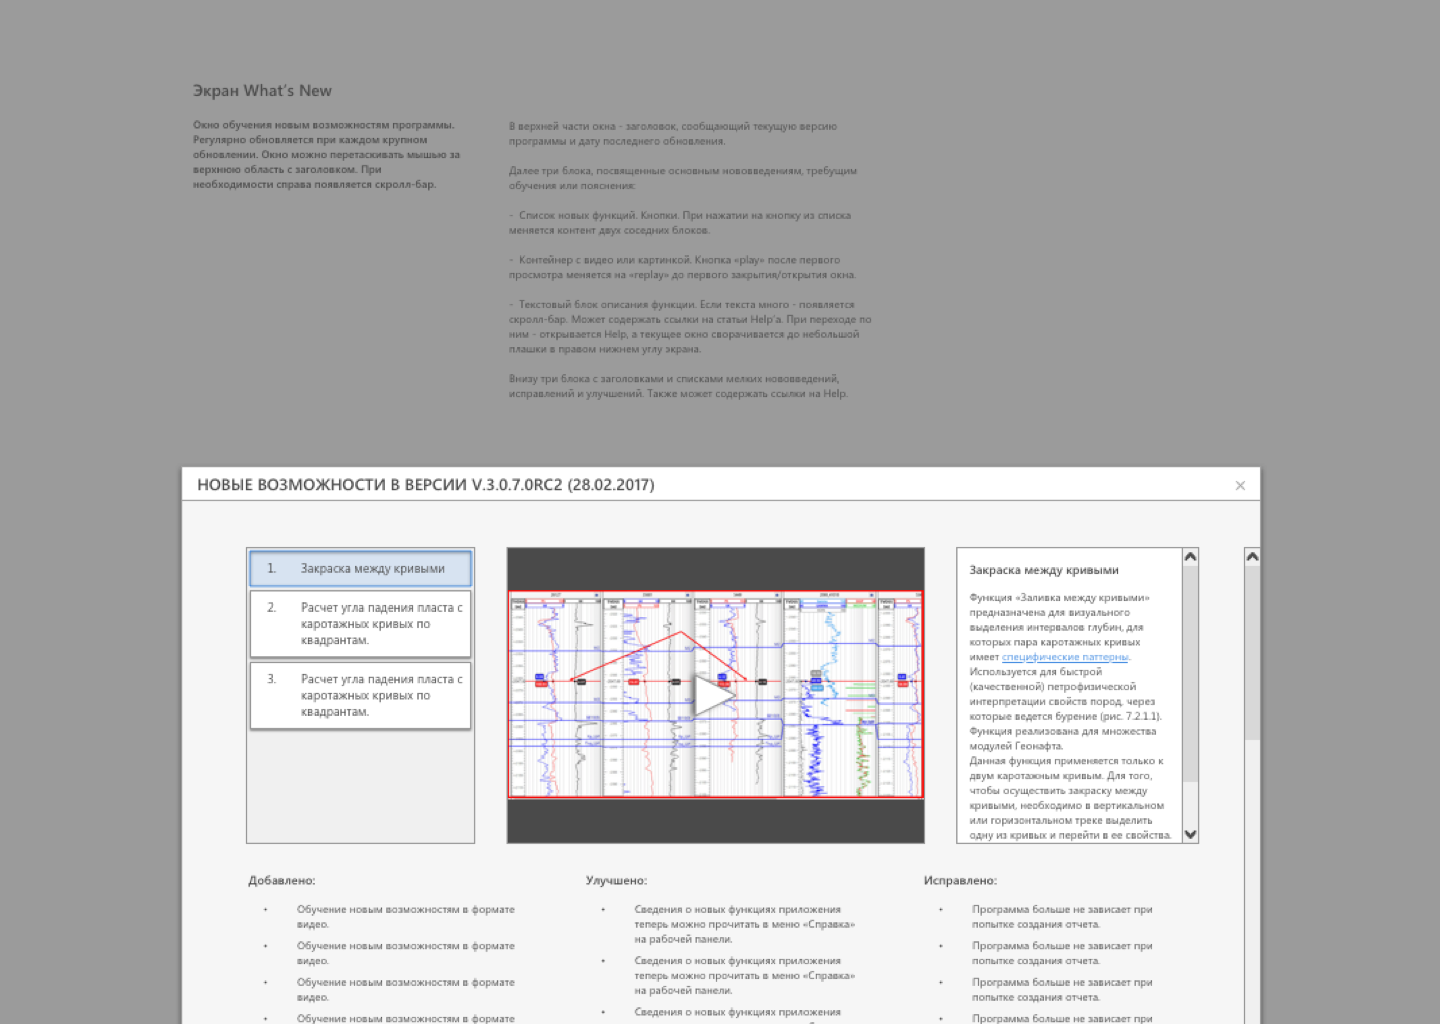 Экран What's New
Окно обучения новым возможностям программы.
Регулярно обновляется при каждом крупном
обновлении. Окно можно перетаскивать мышью за
верхнюю область с заголовком. При
необходимости справа появляется скролл-бар.
В верхней части окна - заголовок, сообщающий текущую версию
программы и дату последнего обновления.
Далее три блока, посвященные основным нововведениям, требущим
обучения или пояснения:
- Список новых функций. Кнопки. При нажатии на кнопку из списка
меняется контент двух соседних блоков.
- Контейнер с видео или картинкой. Кнопка «play» после первого
просмотра меняется на «replay» до первого закрытия/открытия окна.
- Текстовый блок описания функции. Если текста много - появляется
скролл-бар. Может содержать ссылки на статьи Help'а. При переходе по
ним - открывается Help, а текущее окно сворачивается до небольшой
плашки в правом нижнем углу экрана.
Внизу три блока с заголовками и списками мелких нововведений,
исправлений и улучшений. Также может содержать ссылки на Help.
НОВЫЕ ВОЗМОЖНОСТИ В ВЕРСИИ V.3.0.7.0RC2 (28.02.2017)
1. Закраска между кривыми
2. Расчет угла падения пласта с
каротажных кривых по
квадрантам.
3. Расчет угла падения пласта с
каротажных кривых по
квадрантам.
Закраска между кривыми
Функция «Заливка между кривыми»
предназначена для визуального
выделения интервалов глубин, для
которых пара каротажных кривых
имеет специфические паттерны.
Используется для быстрой
(качественной) петрофизической
интерпретации свойств пород, через
которые ведется бурение (рис. 7.2.1.1).
Функция реализована для множества
модулей Геонафта.
Данная функция применяется только к
двум каротажным кривым. Для того,
чтобы осуществить закраску между
кривыми, необходимо в вертикальном
или горизонтальном треке выделить
одну из кривых и перейти в ее свойства.
Добавлено:
• Обучение новым возможностям в формате
видео.
• Обучение новым возможностям в формате
видео.
• Обучение новым возможностям в формате
видео.
• Обучение новым возможностям в формате
Улучшено:
• Сведения о новых функциях приложения
теперь можно прочитать в меню «Справка»
на рабочей панели.
• Сведения о новых функциях приложения
теперь можно прочитать в меню «Справка»
на рабочей панели.
• Сведения о новых функциях приложения
Исправлено:
• Программа больше не зависает при
попытке создания отчета.
• Программа больше не зависает при
попытке создания отчета.
• Программа больше не зависает при
попытке создания отчета.
• Программа больше не зависает при